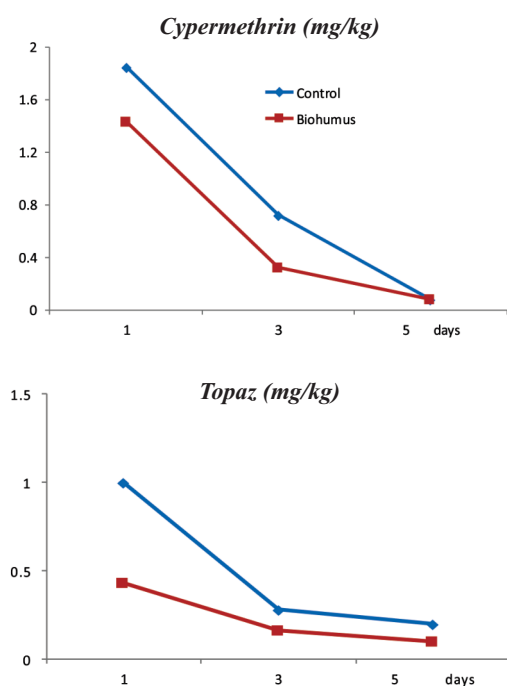 Cypermethrin (mg/kg)
2
1.6
1.2
0.8
0.4
0
Control
Biohumus
1 3 5 days
Topaz (mg/kg)
1.5
1
0.5
0
1 3 5 days